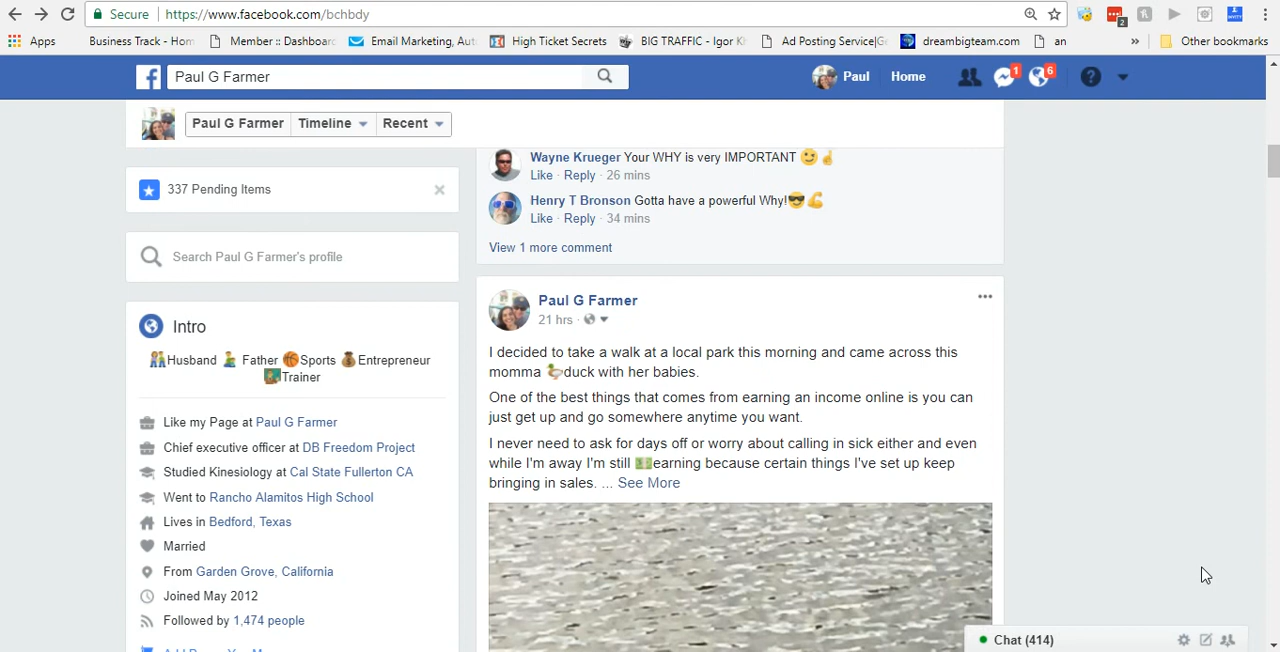 Secure https://www.facebook.com/bchbdy
Apps Business Track - Hom Member :: Dashboard Email Marketing, Aut High Ticket Secrets BIG TRAFFIC - Igor Kh Ad Posting Service|G dreambigteam.com an » Other bookmarks
2
Paul G Farmer Paul Home 1 6
Paul G Farmer Timeline Recent
337 Pending Items
Search Paul G Farmer's profile
Intro
Husband Father Sports Entrepreneur
Trainer
Like my Page at Paul G Farmer
Chief executive officer at DB Freedom Project
Studied Kinesiology at Cal State Fullerton CA
Went to Rancho Alamitos High School
Lives in Bedford, Texas
Married
From Garden Grove, California
Joined May 2012
Followed by 1,474 people
Wayne Krueger Your WHY is very IMPORTANT 😉☝
Like · Reply · 26 mins
Henry T Bronson Gotta have a powerful Why!😎💪
Like · Reply · 34 mins
View 1 more comment
Paul G Farmer
21 hrs ·
I decided to take a walk at a local park this morning and came across this
momma 🦆duck with her babies.
One of the best things that comes from earning an income online is you can
just get up and go somewhere anytime you want.
I never need to ask for days off or worry about calling in sick either and even
while I'm away I'm still 💵earning because certain things I've set up keep
bringing in sales. ... See More
Chat (414)